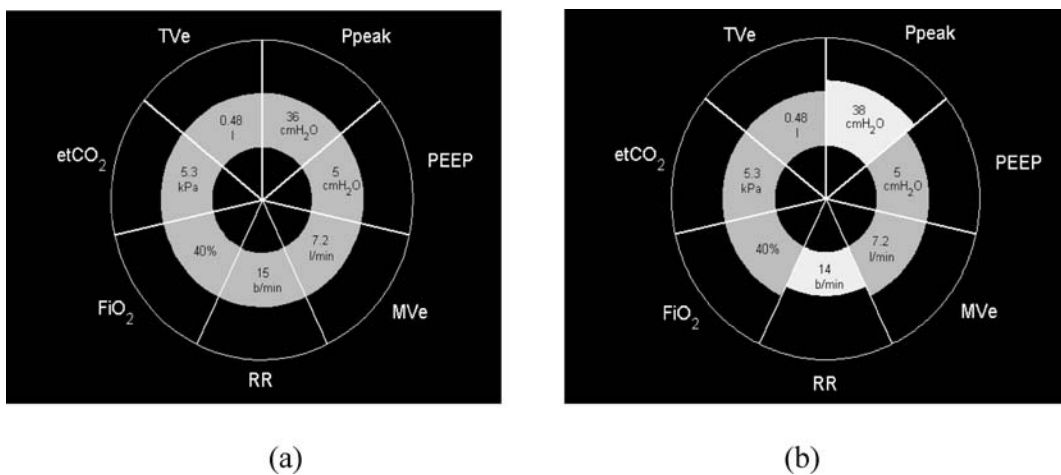 TVe
Ppeak
0.48
l
36
cmH₂O
etCO₂
5.3
kPa
5
cmH₂O
PEEP
40%
7.2
l/min
15
b/min
FiO₂
MVe
RR
(a)
TVe
Ppeak
0.48
l
38
cmH₂O
etCO₂
5.3
kPa
5
cmH₂O
PEEP
40%
7.2
l/min
14
b/min
FiO₂
MVe
RR
(b)